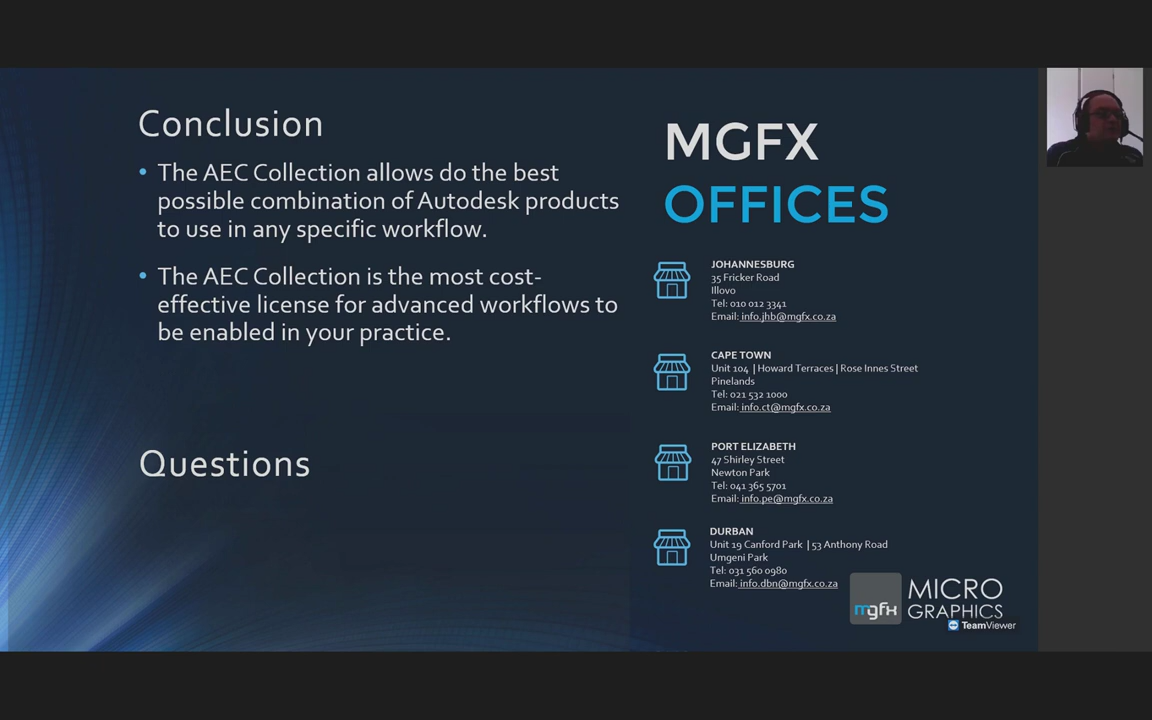 Conclusion
• The AEC Collection allows do the best
possible combination of Autodesk products
to use in any specific workflow.
• The AEC Collection is the most cost-
effective license for advanced workflows to
be enabled in your practice.
Questions
MGFX
OFFICES
JOHANNESBURG
35 Fricker Road
Illovo
Tel: 010 012 3341
Email: info.jhb@mgfx.co.za
CAPE TOWN
Unit 104 | Howard Terraces | Rose Innes Street
Pinelands
Tel: 021 532 1000
Email: info.ct@mgfx.co.za
PORT ELIZABETH
47 Shirley Street
Newton Park
Tel: 041 365 5701
Email: info.pe@mgfx.co.za
DURBAN
Unit 19 Canford Park | 53 Anthony Road
Umgeni Park
Tel: 031 560 0980
Email: info.dbn@mgfx.co.za
mgfx
MICRO
GRAPHICS
TeamViewer